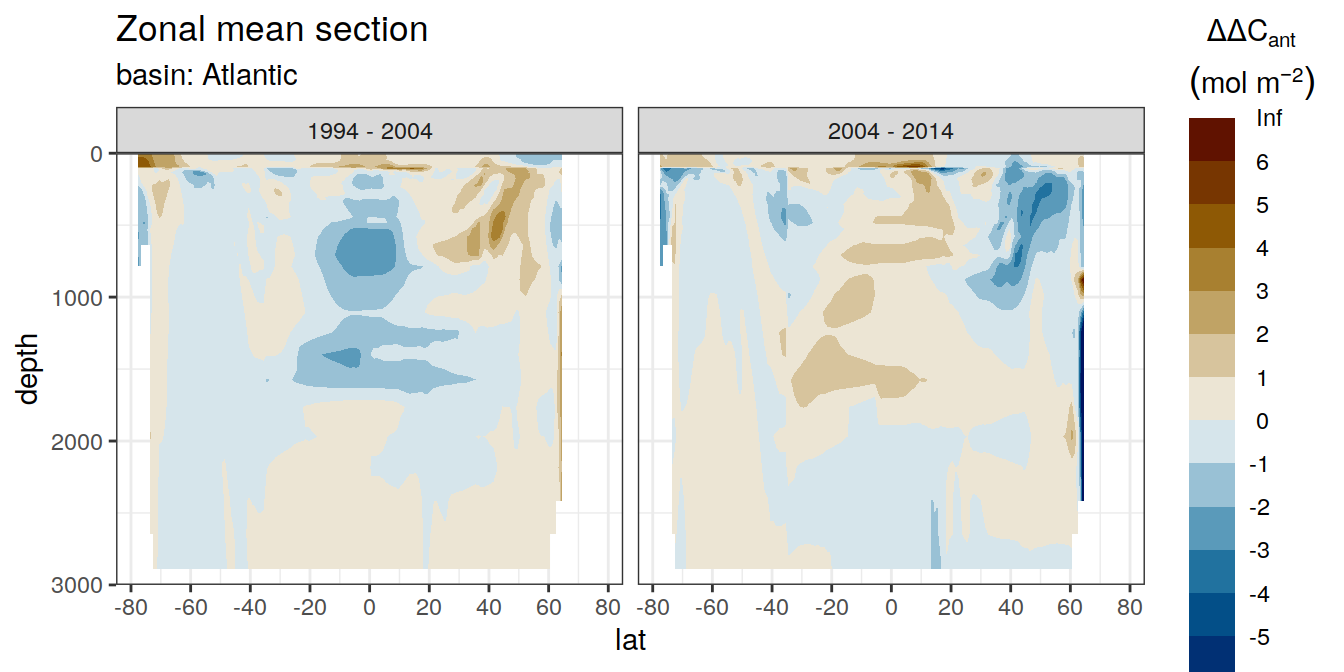 Zonal mean section
basin: Atlantic
1994 - 2004
2004 - 2014
0
1000
2000
3000
depth
-80 -60 -40 -20 0 20 40 60 80
-80 -60 -40 -20 0 20 40 60 80
lat
ΔΔCant
(mol m−2)
Inf
6
5
4
3
2
1
0
-1
-2
-3
-4
-5